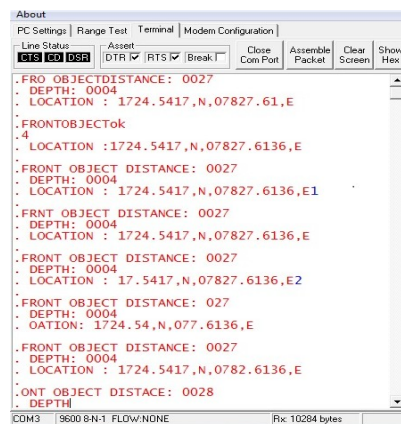 About
PC Settings | Range Test | Terminal | Modem Configuration |
Line Status
CTS CD DSR
Assert
DTR RTS Break
Close Com Port
Assemble Packet
Clear Screen
Show Hex
.FRO OBJECTDISTANCE: 0027
. DEPTH: 0004
. LOCATION : 1724.5417,N,07827.61,E
.
.FRONTOBJECTok
.4
. LOCATION :1724.5417,N,07827.6136,E
.
.FRONT OBJECT DISTANCE: 0027
. DEPTH: 0004
. LOCATION : 1724.5417,N,07827.6136,E1
.
.FRNT OBJECT DISTANCE: 0027
. DEPTH: 0004
. LOCATION : 1724.5417,N,07827.6136,E
.
.FRONT OBJECT DISTANCE: 0027
. DEPTH: 0004
. LOCATION : 17.5417,N,07827.6136,E2
.
.FRONT OBJECT DISTANCE: 027
. DEPTH: 0004
. OATION: 1724.54,N,077.6136,E
.
.FRONT OBJECT DISTANCE: 0027
. DEPTH: 0004
. LOCATION : 1724.5417,N,0782.6136,E
.
.ONT OBJECT DISTACE: 0028
. DEPTH
COM3 9600 8-N-1 FLOW:NONE Rx: 10284 bytes